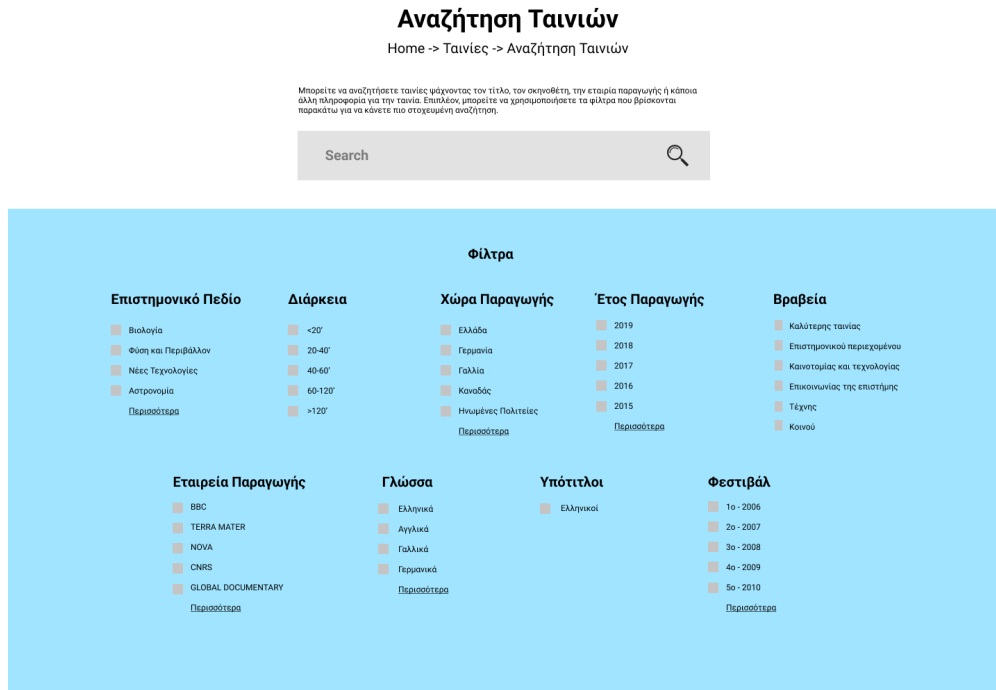 Αναζήτηση Ταινιών
Home -> Ταινίες -> Αναζήτηση Ταινιών
Μπορείτε να αναζητήσετε ταινίες ψάχνοντας τον τίτλο, τον σκηνοθέτη, την εταιρία παραγωγής ή κάποια
άλλη πληροφορία για την ταινία. Επιπλέον, μπορείτε να χρησιμοποιήσετε τα φίλτρα που βρίσκονται
παρακάτω για να κάνετε πιο στοχευμένη αναζήτηση.
Search
Φίλτρα
Επιστημονικό Πεδίο
Βιολογία
Φύση και Περιβάλλον
Νέες Τεχνολογίες
Αστρονομία
Περισσότερα
Διάρκεια
<20'
20-40'
40-60'
60-120'
>120'
Χώρα Παραγωγής
Ελλάδα
Γερμανία
Γαλλία
Καναδάς
Ηνωμένες Πολιτείες
Περισσότερα
Έτος Παραγωγής
2019
2018
2017
2016
2015
Περισσότερα
Βραβεία
Καλύτερης ταινίας
Επιστημονικού περιεχομένου
Καινοτομίας και τεχνολογίας
Επικοινωνίας της επιστήμης
Τέχνης
Κοινού
Εταιρεία Παραγωγής
BBC
TERRA MATER
NOVA
CNRS
GLOBAL DOCUMENTARY
Περισσότερα
Γλώσσα
Ελληνικά
Αγγλικά
Γαλλικά
Γερμανικά
Περισσότερα
Υπότιτλοι
Ελληνικοί
Φεστιβάλ
1ο - 2006
2ο - 2007
3ο - 2008
4ο - 2009
5ο - 2010
Περισσότερα